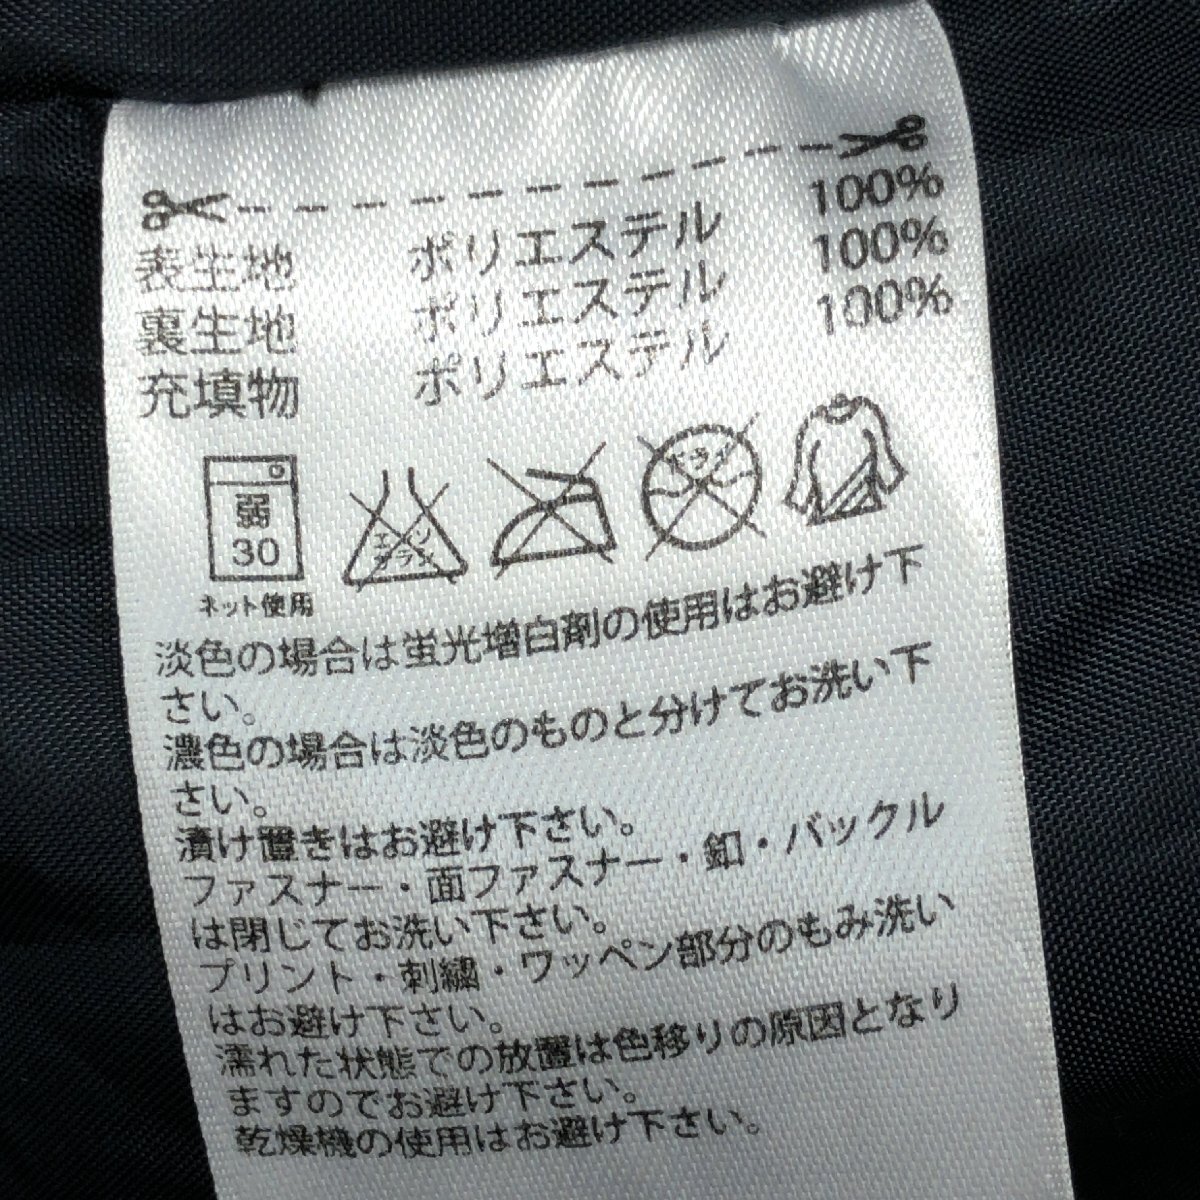 表生地 ポリエステル 100%
裏生地 ポリエステル 100%
充填物 ポリエステル 100%
弱
30
ネット使用
エンソ
サラシ
ドライ
淡色の場合は蛍光増白剤の使用はお避け下
さい。
濃色の場合は淡色のものと分けてお洗い下
さい。
漬け置きはお避け下さい。
ファスナー・面ファスナー・釦・バックル
は閉じてお洗い下さい。
プリント・刺繍・ワッペン部分のもみ洗い
はお避け下さい。
濡れた状態での放置は色移りの原因となり
ますのでお避け下さい。
乾燥機の使用はお避け下さい。